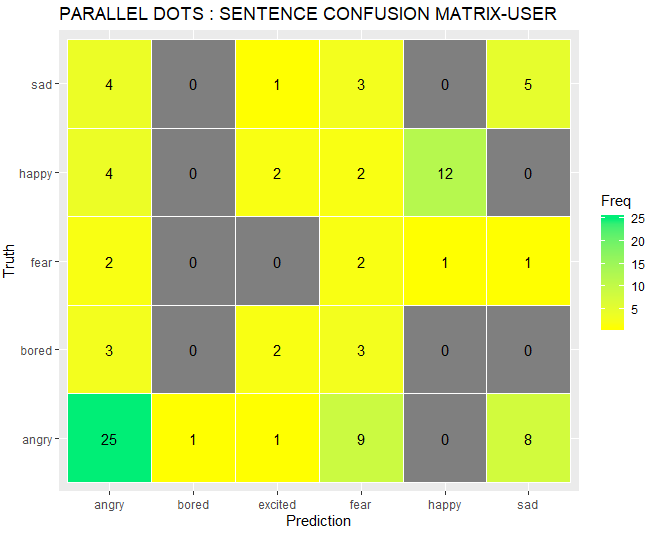 PARALLEL DOTS : SENTENCE CONFUSION MATRIX-USER
sad 4 0 1 3 0 5
happy 4 0 2 2 12 0
fear 2 0 0 2 1 1
bored 3 0 2 3 0 0
angry 25 1 1 9 0 8
angry bored excited fear happy sad
Prediction
Truth
Freq
25
20
15
10
5